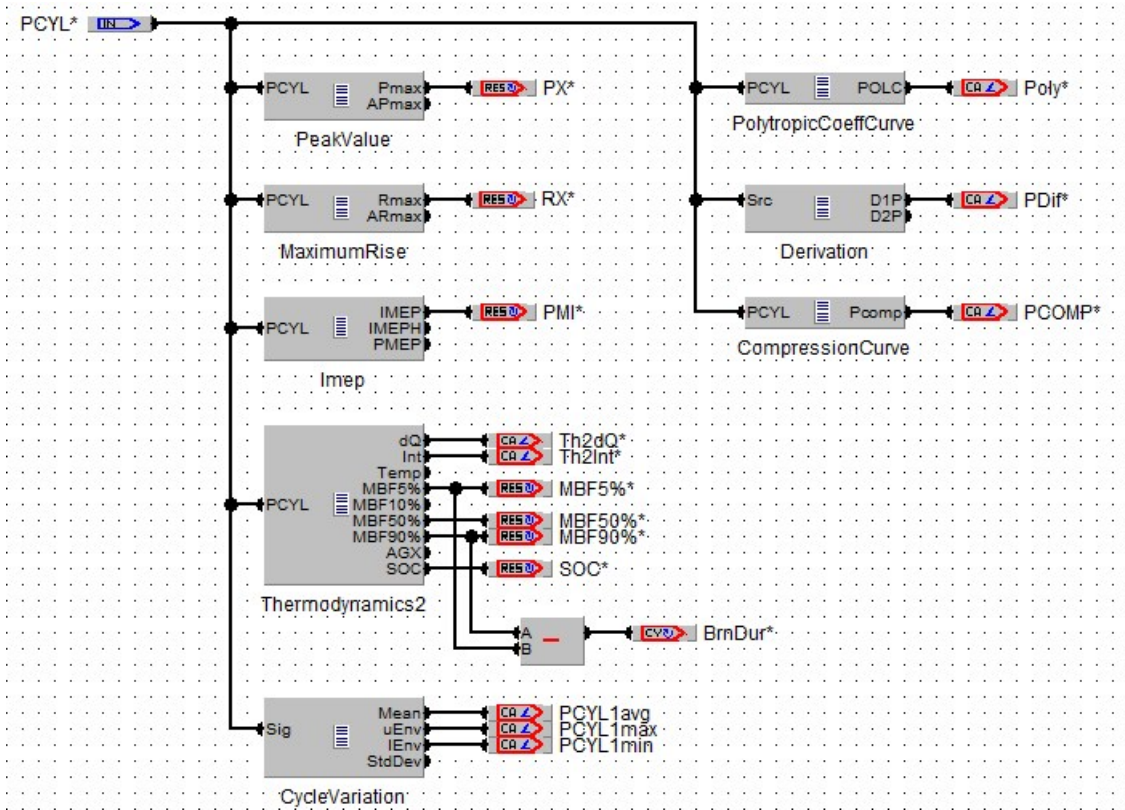 PCYL* IN
PCYL Pmax RES PX*
APmax
PeakValue
PCYL POLC CA Poly*
PolytropicCoeffCurve
PCYL Rmax RES RX*
ARmax
MaximumRise
Src D1P CA PDif*
D2P
Derivation
PCYL IMEP RES PMI*
IMEPH
PMEP
Imep
PCYL Pcomp CA PCOMP*
CompressionCurve
dQ CA Th2dQ*
Int CA Th2Int*
Temp
MBF5% RES MBF5%*
PCYL MBF10%
MBF50% RES MBF50%*
MBF90% RES MBF90%*
AGX
SOC RES SOC*
Thermodynamics2
A CY BrnDur*
B
Mean CA PCYL1avg
Sig uEnv CA PCYL1max
lEnv CA PCYL1min
StdDev
CycleVariation